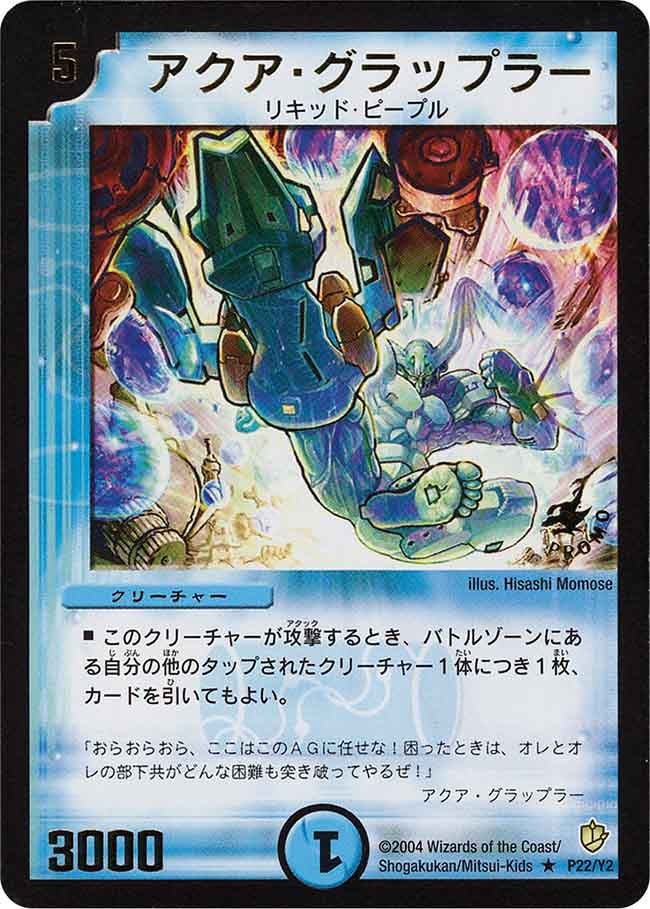 5
アクア・グラップラー
リキッド・ピープル
PROMO
illus. Hisashi Momose
クリーチャー
■ このクリーチャーが攻撃するとき、バトルゾーンにあ
る自分の他のタップされたクリーチャー1体につき1枚、
カードを引いてもよい。
「おらおらおら、ここはこのAGに任せな!困ったときは、オレとオ
レの部下共がどんな困難も突き破ってやるぜ!」
アクア・グラップラー
3000
1
©2004 Wizards of the Coast/
Shogakukan/Mitsui-Kids ★ P22/Y2